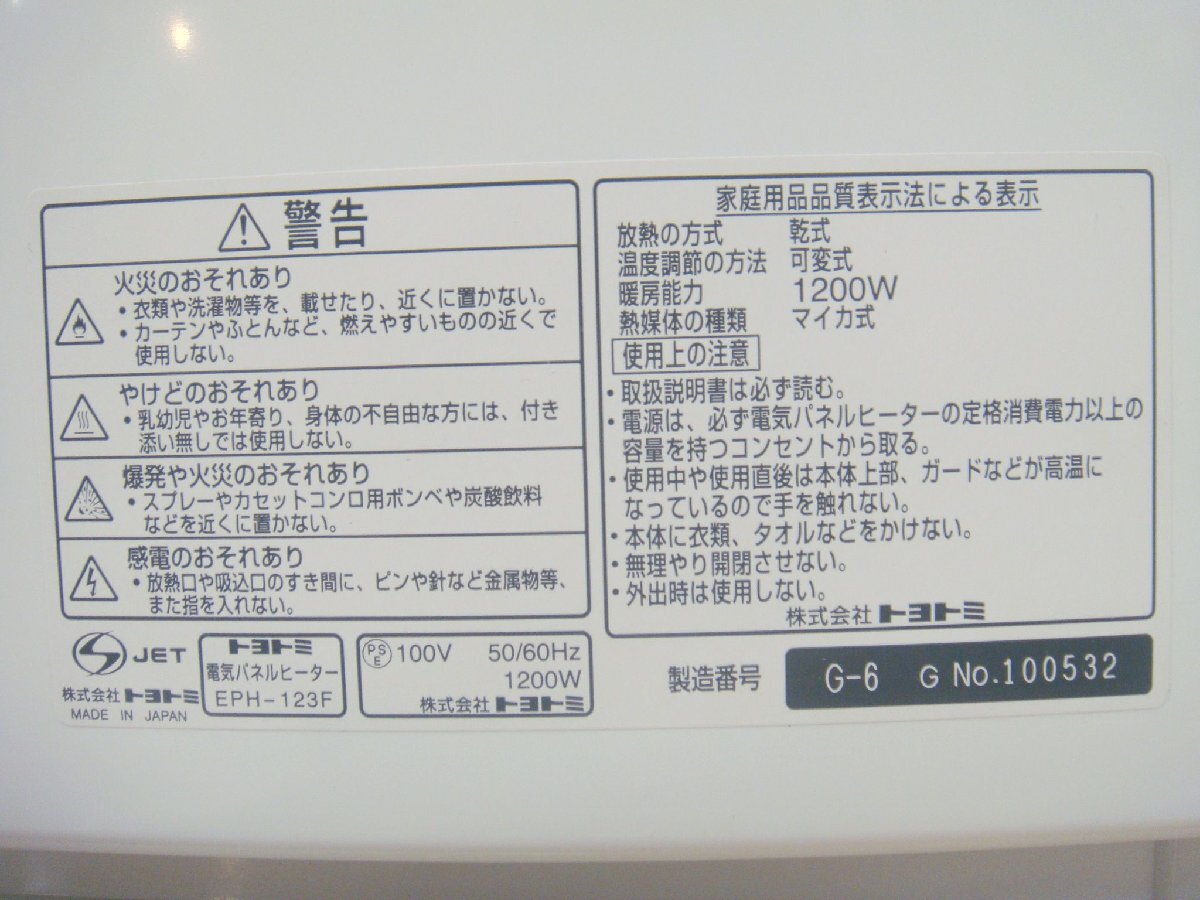 警告
火災のおそれあり
・衣類や洗濯物等を、載せたり、近くに置かない。
・カーテンやふとんなど、燃えやすいものの近くで
使用しない。
やけどのおそれあり
・乳幼児やお年寄り、身体の不自由な方には、付き
添い無しでは使用しない。
爆発や火災のおそれあり
・スプレーやカセットコンロ用ボンベや炭酸飲料
などを近くに置かない。
感電のおそれあり
・放熱口や吸込口のすき間に、ピンや針など金属物等、
また指を入れない。
JET
株式会社トヨトミ
MADE IN JAPAN
トヨトミ
電気パネルヒーター
EPH-123F
PSE 100V 50/60Hz
1200W
株式会社トヨトミ
家庭用品品質表示法による表示
放熱の方式 乾式
温度調節の方法 可変式
暖房能力 1200W
熱媒体の種類 マイカ式
使用上の注意
・取扱説明書は必ず読む。
・電源は、必ず電気パネルヒーターの定格消費電力以上の
容量を持つコンセントから取る。
・使用中や使用直後は本体上部、ガードなどが高温に
なっているので手を触れない。
・本体に衣類、タオルなどをかけない。
・無理やり開閉させない。
・外出時は使用しない。
株式会社トヨトミ
製造番号 G-6 G No.100532